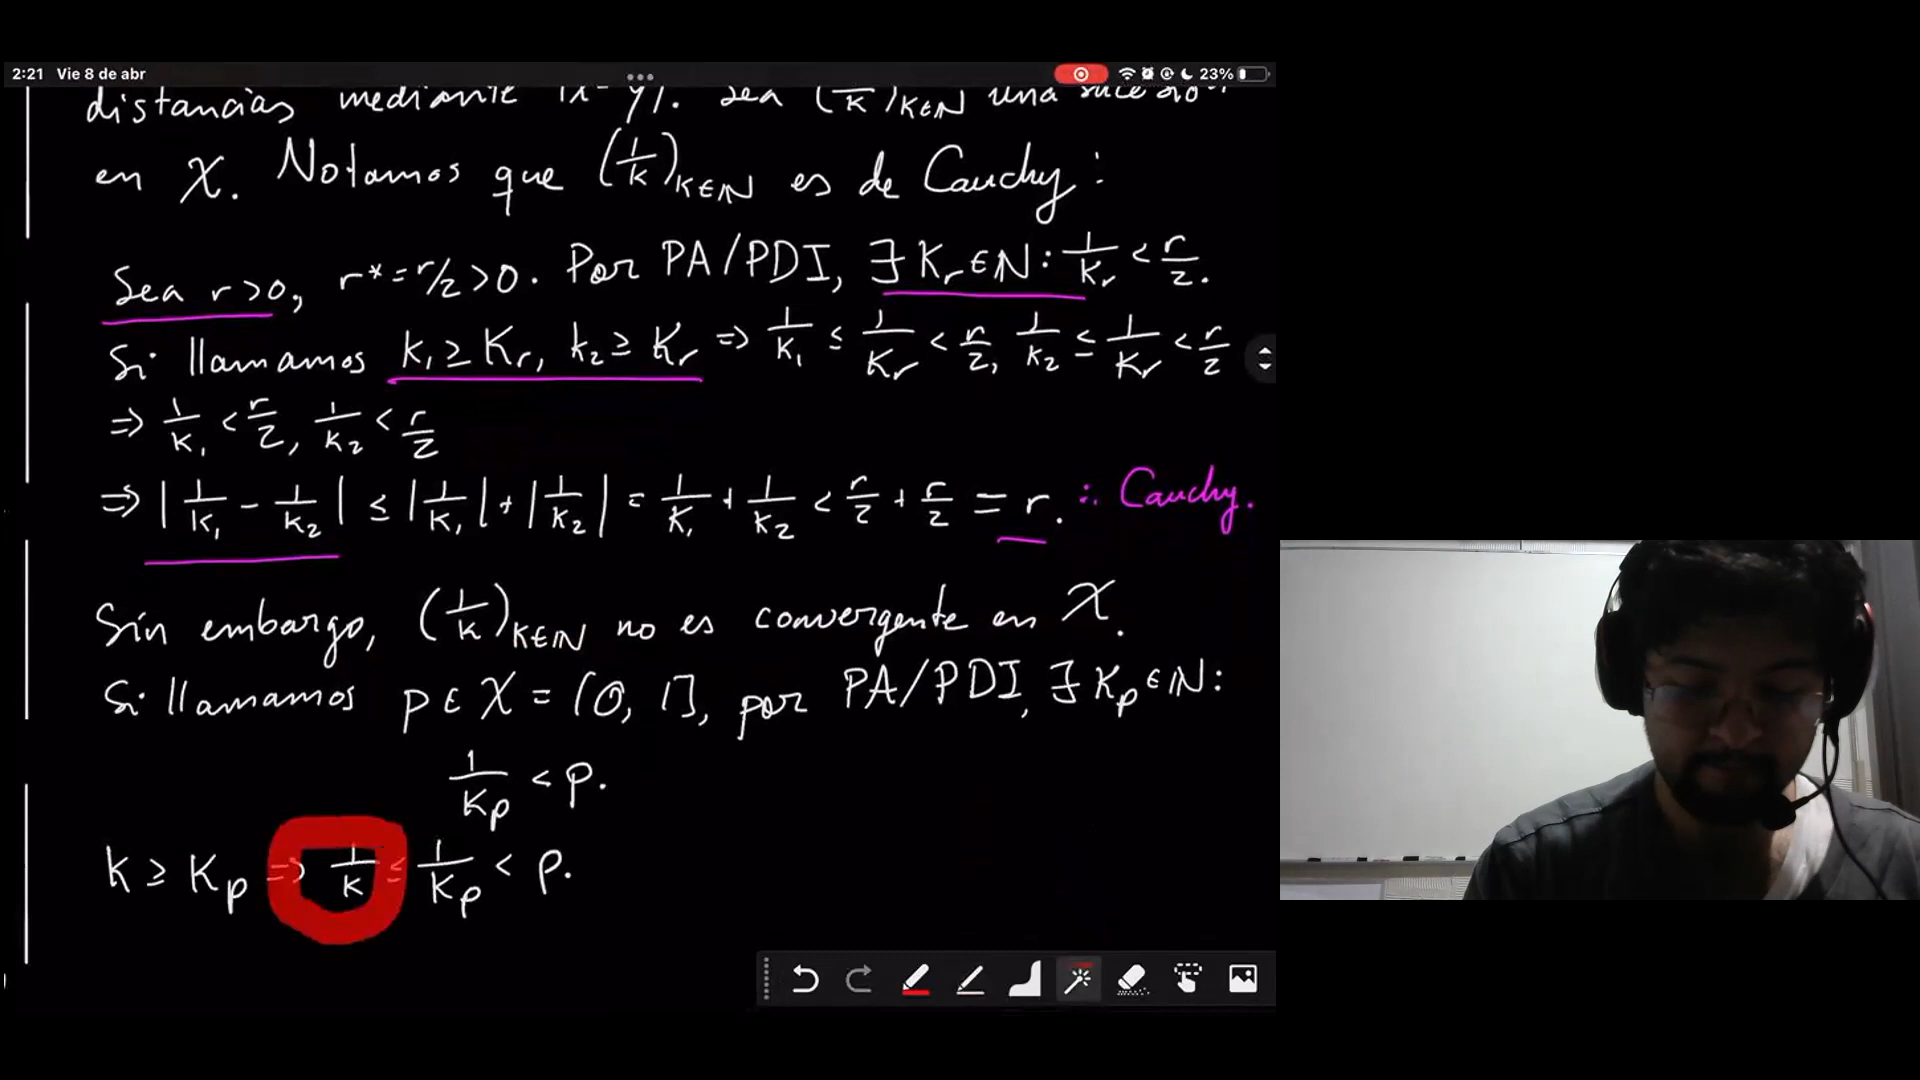 2:21 Vie 8 de abr 23%
distancias mediante |x-y|. Sea (1/k)k∈ℕ una
en X. Notamos que (1/k)k∈ℕ es de Cauchy:
Sea r>0, r*=r/2>0. Por PA/PDI, ∃ Kr∈ℕ: 1/Kr < r/2.
Si llamamos k₁ ≥ Kr, k₂ ≥ Kr ⇒ 1/k₁ ≤ 1/Kr < r/2, 1/k₂ ≤ 1/Kr < r/2
⇒ 1/k₁ < r/2, 1/k₂ < r/2
⇒ |1/k₁ - 1/k₂| ≤ |1/k₁| + |1/k₂| = 1/k₁ + 1/k₂ < r/2 + r/2 = r. ∴ Cauchy.
Sin embargo, (1/k)k∈ℕ no es convergente en X.
Si llamamos p ∈ X = (0, 1], por PA/PDI, ∃ Kp∈ℕ:
1/Kp < p.
k ≥ Kp ⇒ 1/k ≤ 1/Kp < p.